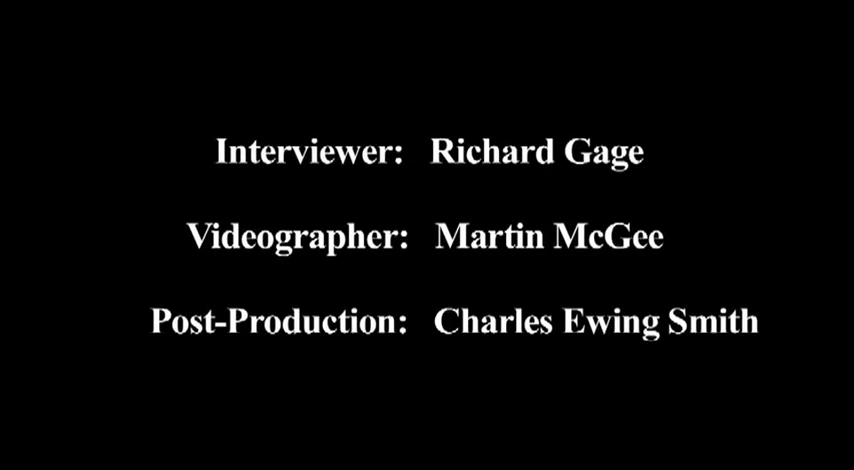 Interviewer: Richard Gage
Videographer: Martin McGee
Post-Production: Charles Ewing Smith